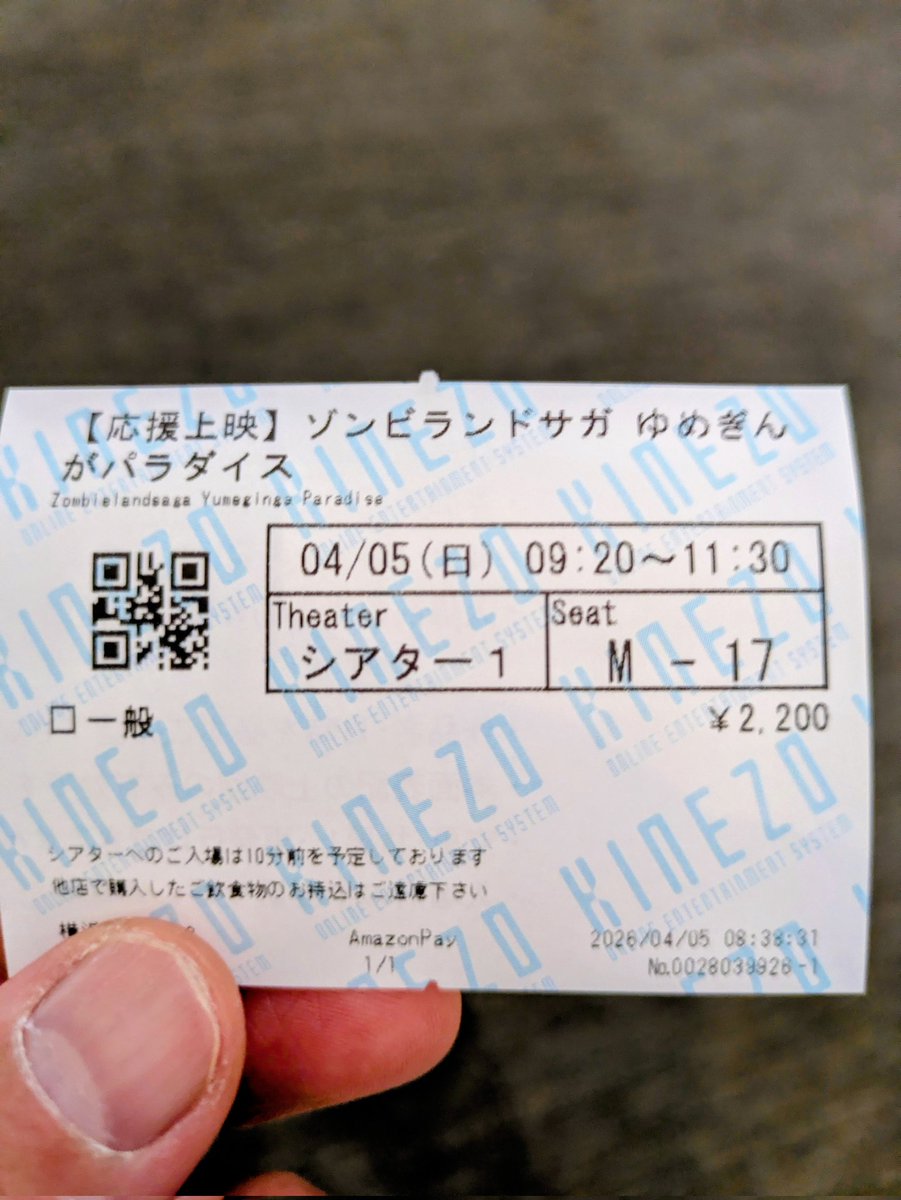 【応援上映】ゾンビランドサガ ゆめぎん
がパラダイス
Zombielandsaga Yumeginga Paradise
04/05(日) 09:20～11:30
Theater
シアター1
Seat
M - 17
□一般
¥2,200
シアターへのご入場は10分前を予定しております
他店で購入したご飲食物のお持込はご遠慮下さい
AmazonPay
1/1
2026/04/05 08:38:31
No.0028039926-1
KINEZO
ONLINE ENTERTAINMENT SYSTEM